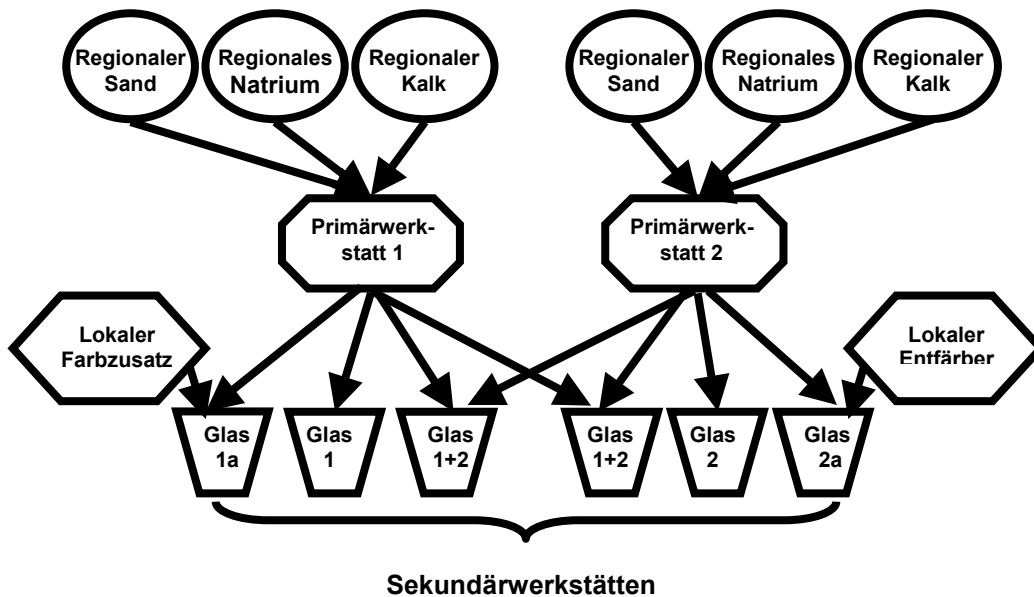 Regionaler
Sand
Regionales
Natrium
Regionaler
Kalk
Regionaler
Sand
Regionales
Natrium
Regionaler
Kalk
Primärwerk-
statt 1
Primärwerk-
statt 2
Lokaler
Farbzusatz
Lokaler
Entfärber
Glas
1a
Glas
1
Glas
1+2
Glas
1+2
Glas
2
Glas
2a
Sekundärwerkstätten